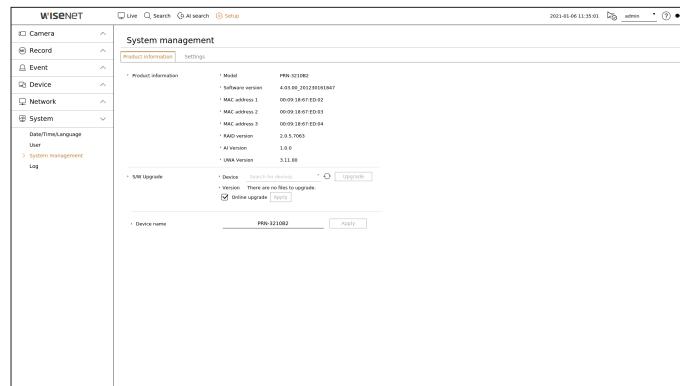 WISENET Live Search AI search Setup 2021-01-06 11:35:01 admin
Camera
System management
Record
Product information Settings
Event
Product information Model PRN-3210B2
Device
Software version 4.03.00_201230161847
MAC address 1 00:09:18:67:ED:02
Network
MAC address 2 00:09:18:67:ED:03
System
MAC address 3 00:09:18:67:ED:04
Date/Time/Language
RAID version 2.0.5.7063
User
AI Version 1.0.0
System management
UWA Version 3.11.80
Log
S/W Upgrade Device Search for devices Upgrade
Version There are no files to upgrade.
Online upgrade Apply
Device name PRN-3210B2 Apply